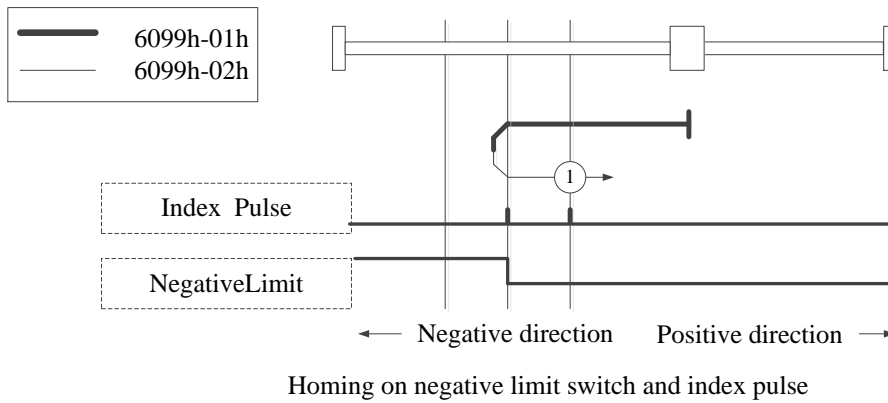 6099h-01h
6099h-02h
1
Index Pulse
NegativeLimit
Negative direction
Positive direction
Homing on negative limit switch and index pulse